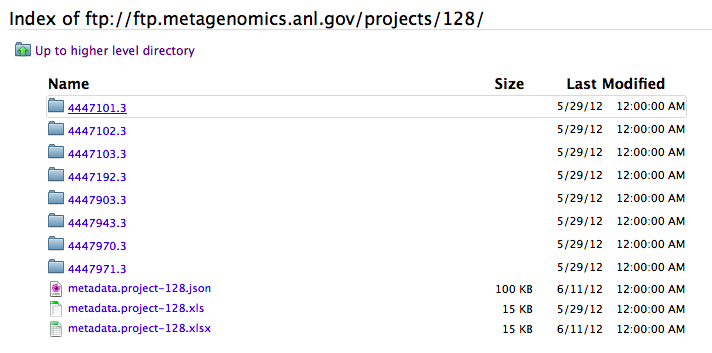 Index of ftp://ftp.metagenomics.anl.gov/projects/128/
Up to higher level directory
Name Size Last Modified
4447101.3 5/29/12 12:00:00 AM
4447102.3 5/29/12 12:00:00 AM
4447103.3 5/29/12 12:00:00 AM
4447192.3 5/29/12 12:00:00 AM
4447903.3 5/29/12 12:00:00 AM
4447943.3 5/29/12 12:00:00 AM
4447970.3 5/29/12 12:00:00 AM
4447971.3 5/29/12 12:00:00 AM
metadata.project-128.json 100 KB 6/11/12 12:00:00 AM
metadata.project-128.xls 15 KB 5/29/12 12:00:00 AM
metadata.project-128.xlsx 15 KB 6/11/12 12:00:00 AM